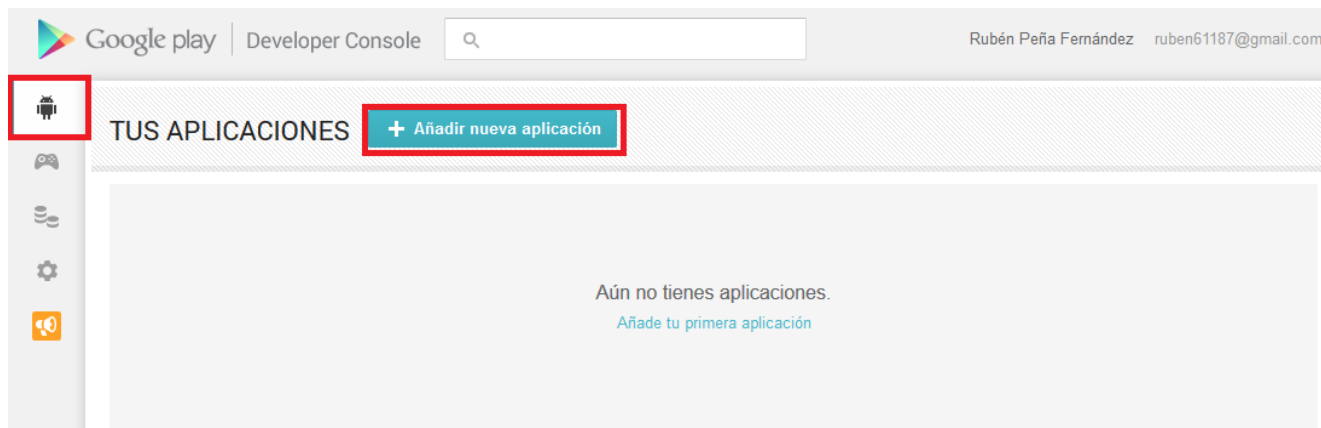 Google play Developer Console
Rubén Peña Fernández ruben61187@gmail.com
TUS APLICACIONES
+ Añadir nueva aplicación
Aún no tienes aplicaciones.
Añade tu primera aplicación